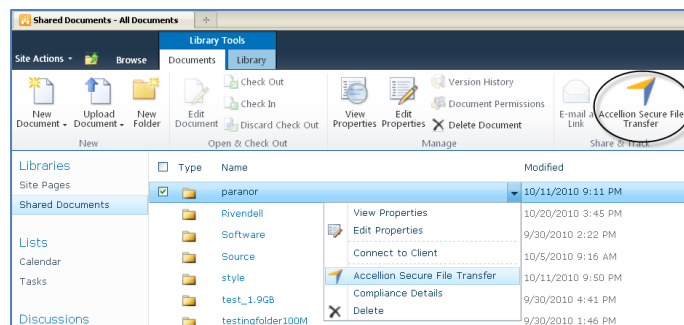 Shared Documents - All Documents
Library Tools
Site Actions Browse Documents Library
Check Out
Version History
Check In
Document Permissions
New Document Upload Document New Folder Edit Document Discard Check Out View Properties Edit Properties Delete Document E-mail a Link Accellion Secure File Transfer
New Open & Check Out Manage Share & Track
Libraries Type Name Modified
Site Pages paranor 10/11/2010 9:11 PM
Shared Documents Rivendell View Properties 10/20/2010 3:45 PM
Software Edit Properties 9/30/2010 2:22 PM
Lists
Calendar Source Connect to Client 10/5/2010 9:16 AM
Tasks style Accellion Secure File Transfer 10/11/2010 9:50 PM
test_1.9GB Compliance Details 9/30/2010 4:41 PM
Discussions testingfolder100M Delete 9/30/2010 1:46 PM